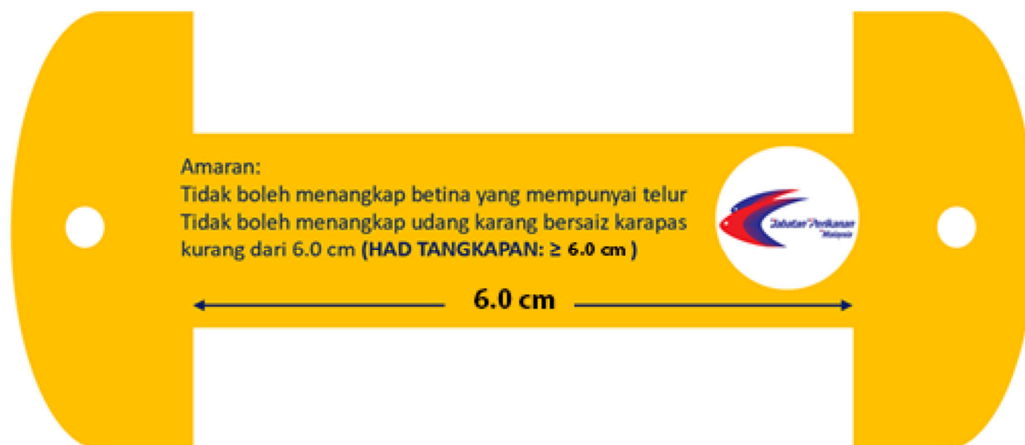 Amaran:
Tidak boleh menangkap betina yang mempunyai telur
Tidak boleh menangkap udang karang bersaiz karapas
kurang dari 6.0 cm (HAD TANGKAPAN: ≥ 6.0 cm )
Jabatan Perikanan
Malaysia
6.0 cm